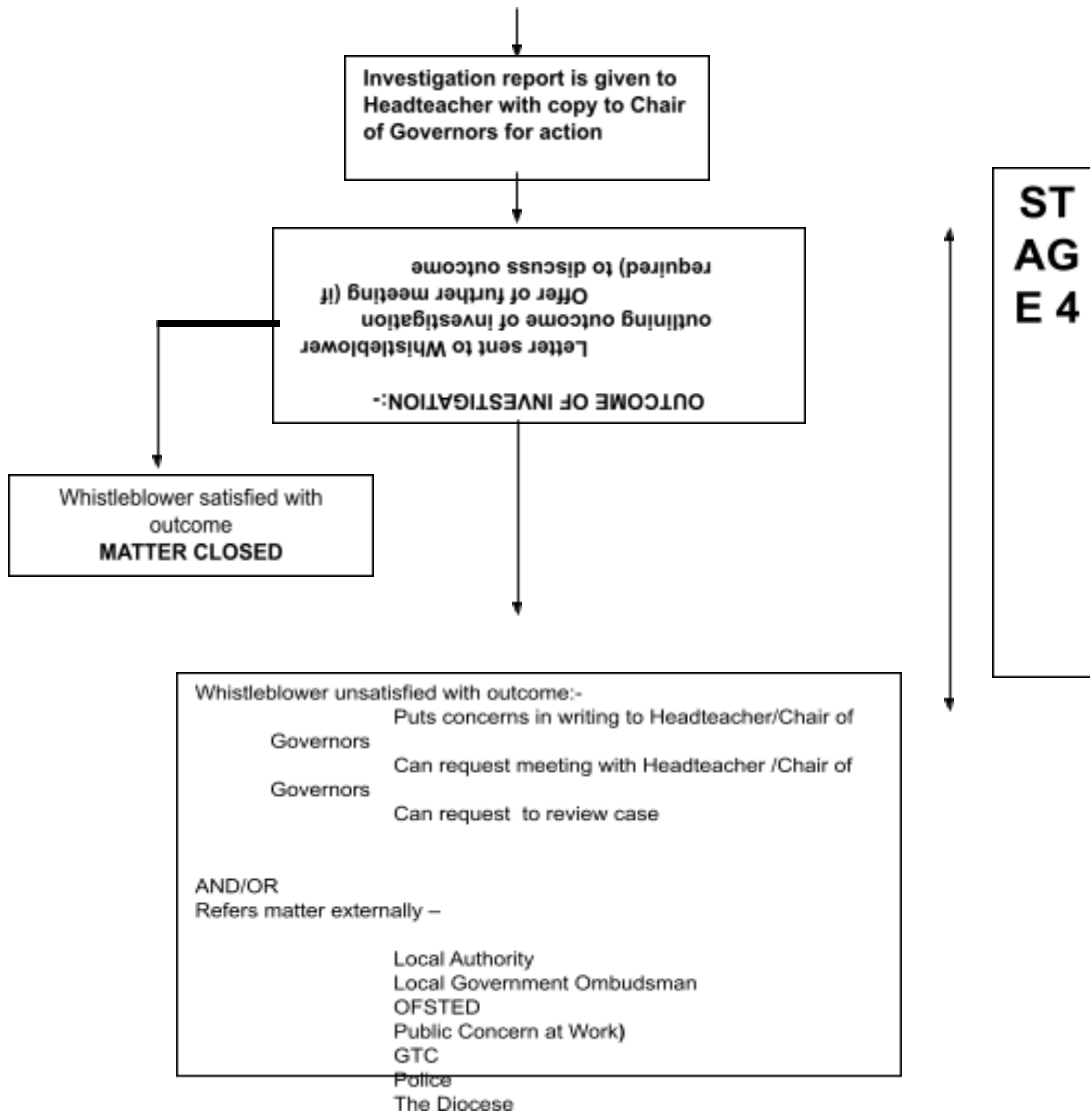 Investigation report is given to
Headteacher with copy to Chair
of Governors for action
OUTCOME OF INVESTIGATION:-
Letter sent to Whistleblower
outlining outcome of investigation
Offer of further meeting (if
required) to discuss outcome
ST
AG
E 4
Whistleblower satisfied with
outcome
MATTER CLOSED
Whistleblower unsatisfied with outcome:-
Puts concerns in writing to Headteacher/Chair of
Governors
Can request meeting with Headteacher /Chair of
Governors
Can request  to review case
AND/OR
Refers matter externally –
Local Authority
Local Government Ombudsman
OFSTED
Public Concern at Work)
GTC
Police
The Diocese